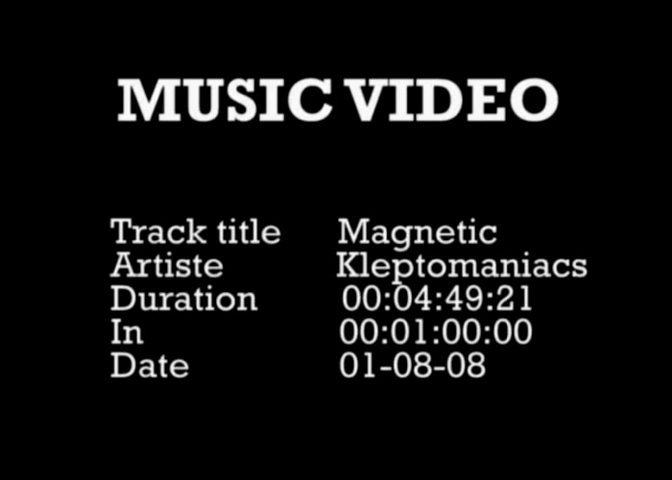 MUSIC VIDEO
Track title Magnetic
Artiste Kleptomaniacs
Duration 00:04:49:21
In 00:01:00:00
Date 01-08-08